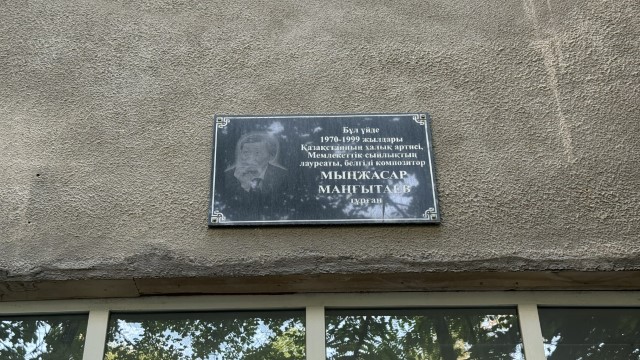 Бұл үйде
1970-1999 жылдары
Қазақстанның халық артисі,
Мемлекеттік сыйлықтың
лауреаты, белгілі композитор
МЫҢЖАСАР
МАҢҒЫТАЕВ
тұрған